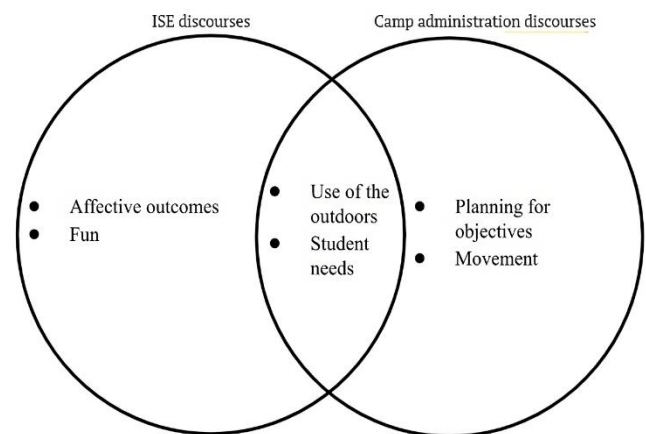 ISE discourses
Camp administration discourses
● Affective outcomes
● Fun
● Use of the
outdoors
● Student
needs
● Planning for
objectives
● Movement